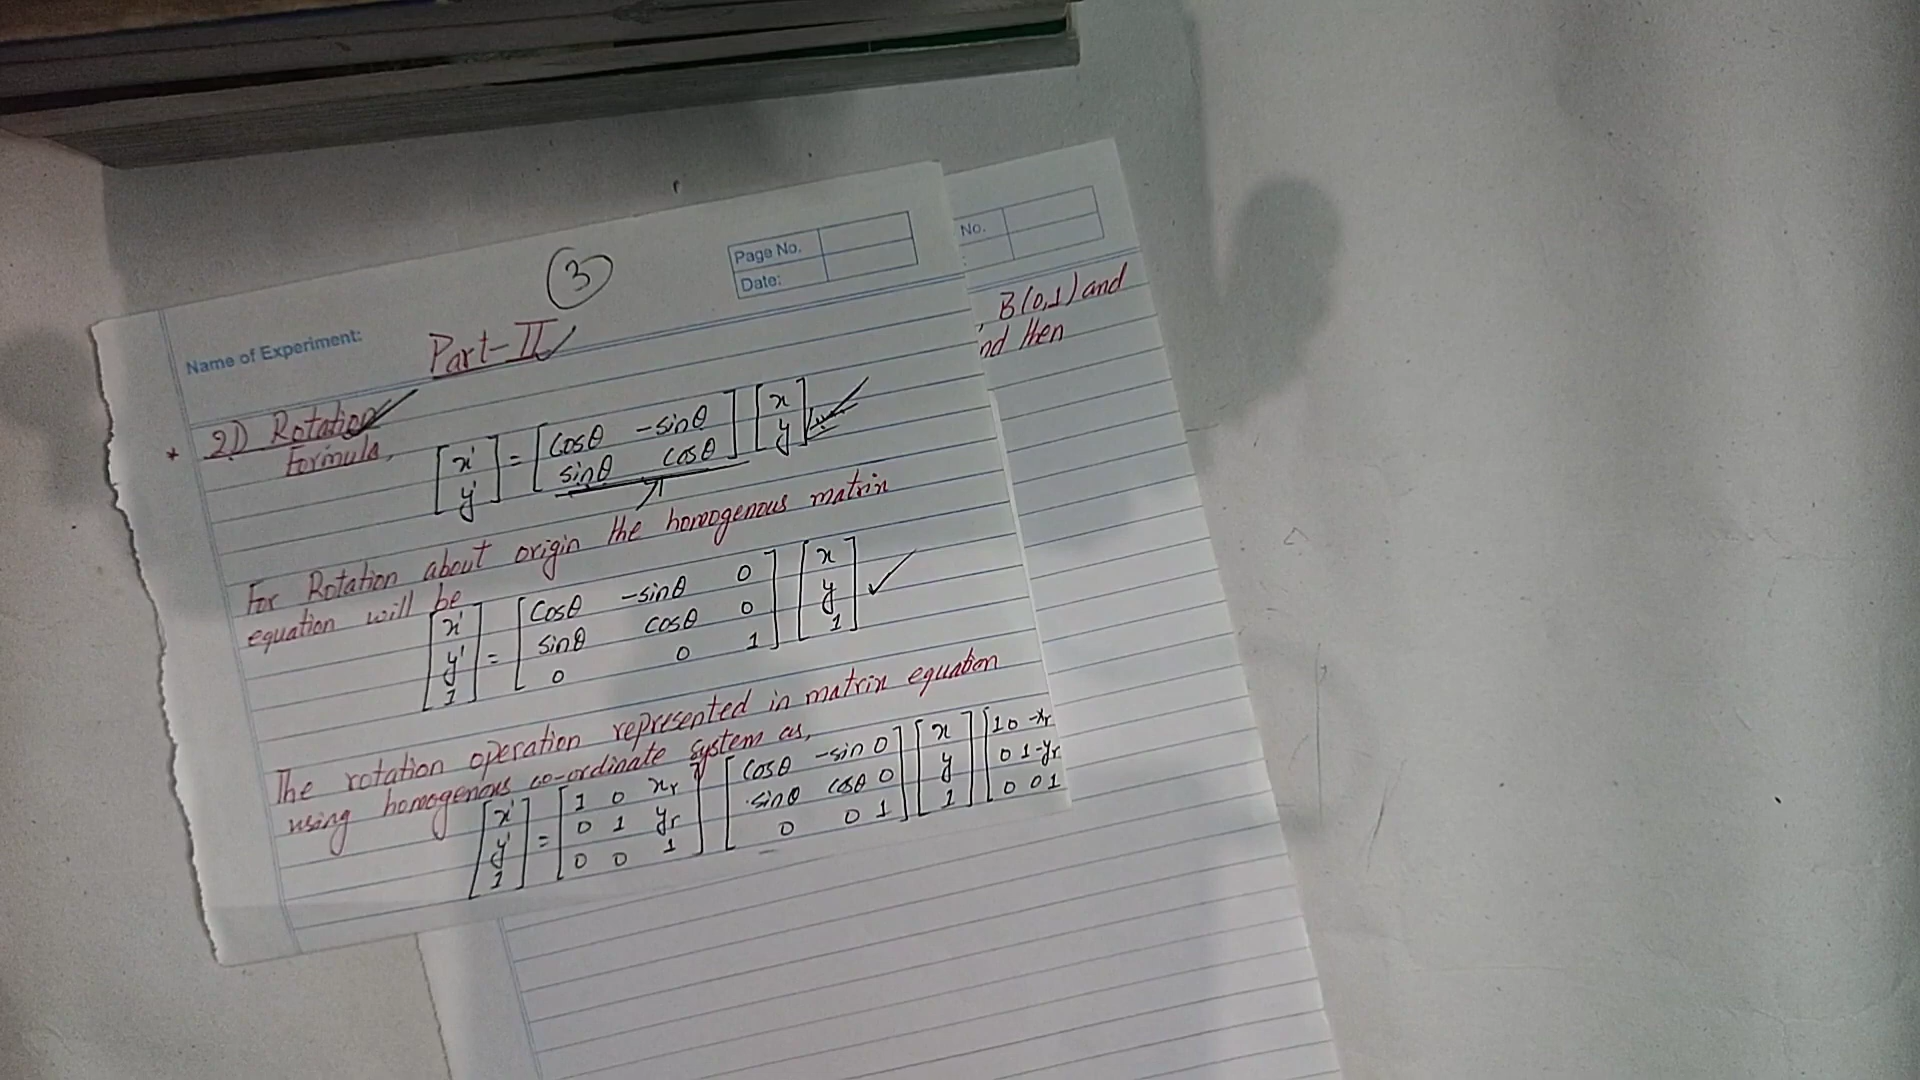 3
Page No.
Date:
No.
Name of Experiment:
Part-II
B(0,1) and
nd then
* 2D Rotation
formula,
[x' y'] = [cosθ -sinθ
sinθ cosθ] [x y]
For Rotation about origin the homogenous matrix
equation will be
[x' y' 1] = [cosθ -sinθ 0
sinθ cosθ 0
0 0 1] [x y 1]
The rotation operation represented in matrix equation
using homogenous co-ordinate system as,
[x' y' 1] = [1 0 xr
0 1 yr
0 0 1] [cosθ -sin 0
sinθ cosθ 0
0 0 1] [x y 1] [1 0 -xr
0 1 -yr
0 0 1